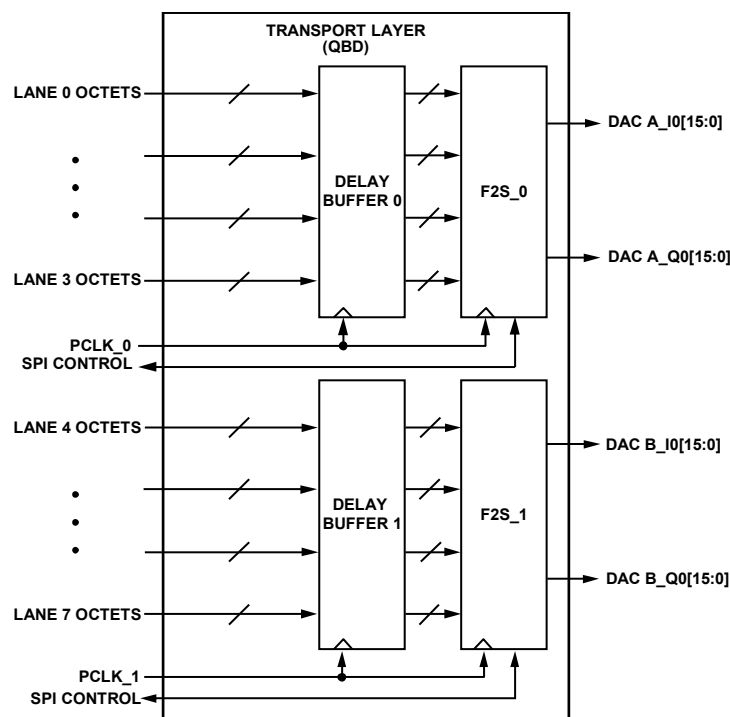 TRANSPORT LAYER
(QBD)
LANE 0 OCTETS
DELAY
BUFFER 0
F2S_0
DAC A_I0[15:0]
DAC A_Q0[15:0]
LANE 3 OCTETS
PCLK_0
SPI CONTROL
LANE 4 OCTETS
DELAY
BUFFER 1
F2S_1
DAC B_I0[15:0]
DAC B_Q0[15:0]
LANE 7 OCTETS
PCLK_1
SPI CONTROL